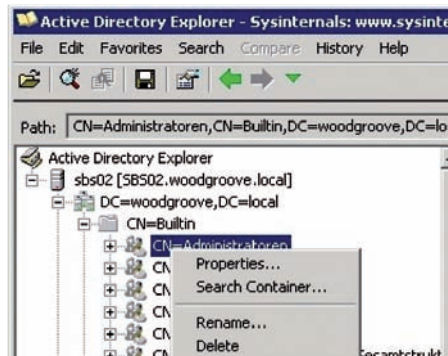 Active Directory Explorer - Sysinternals: www.sysinte
File Edit Favorites Search Compare History Help
Path: CN=Administratoren,CN=Builtin,DC=woodgroove,DC=lo
Active Directory Explorer
sbs02 [SBS02.woodgroove.local]
DC=woodgroove,DC=local
CN=Builtin
CN=Administratoren
CN
Properties...
CN
Search Container...
CN
CN
Rename...
CN
Delete